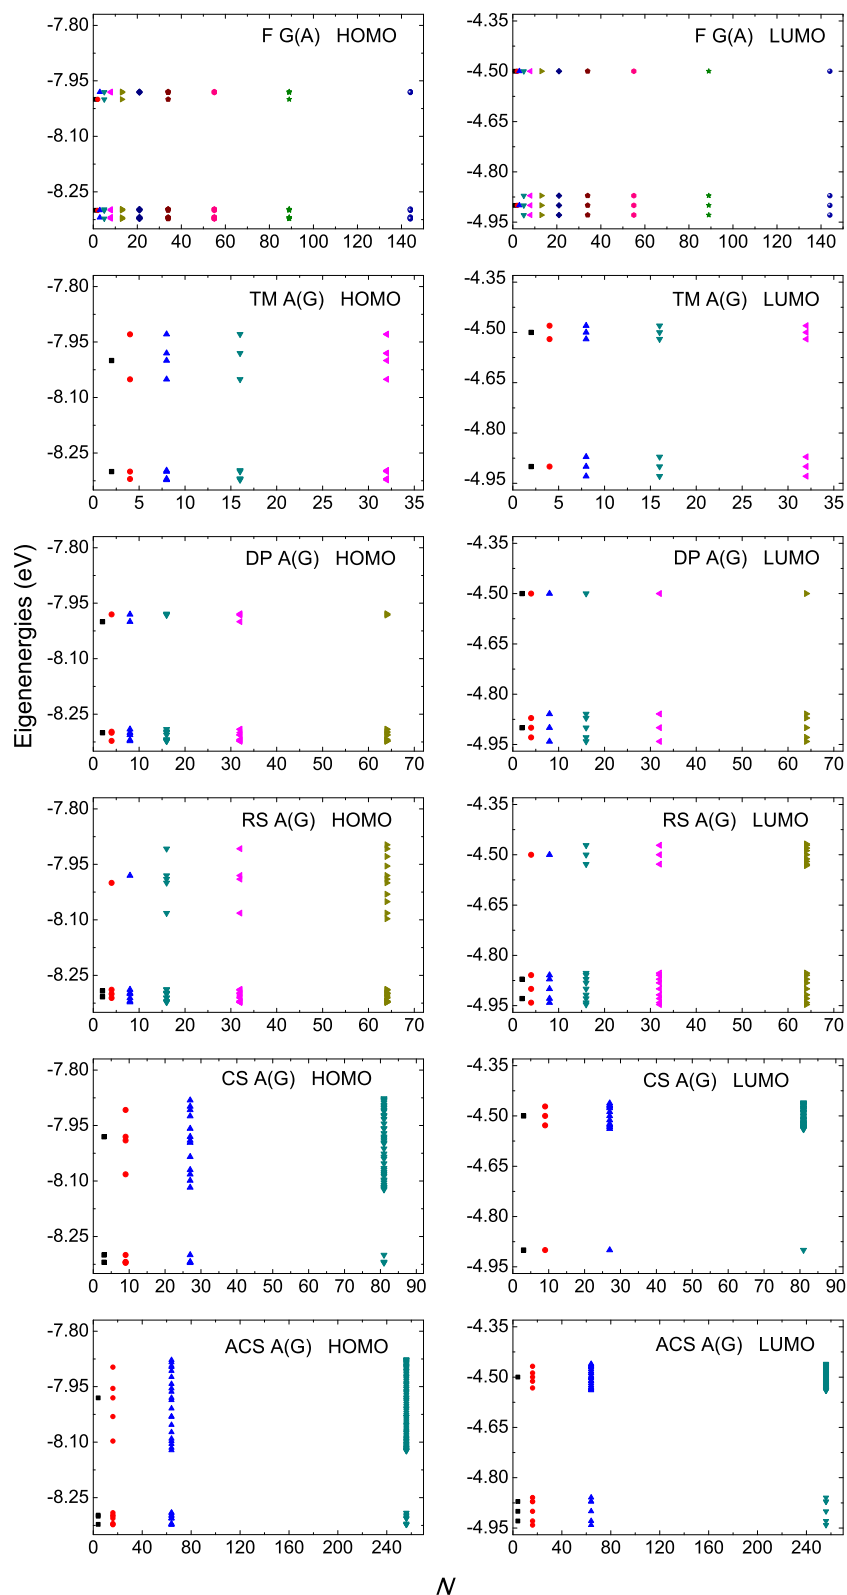 F G(A) HOMO
-7.80
-7.95
-8.10
-8.25
0 20 40 60 80 100 120 140
F G(A) LUMO
-4.35
-4.50
-4.65
-4.80
-4.95
0 20 40 60 80 100 120 140
TM A(G) HOMO
-7.80
-7.95
-8.10
-8.25
0 5 10 15 20 25 30 35
TM A(G) LUMO
-4.35
-4.50
-4.65
-4.80
-4.95
0 5 10 15 20 25 30 35
Eigenenergies (eV)
DP A(G) HOMO
-7.80
-7.95
-8.10
-8.25
0 10 20 30 40 50 60 70
DP A(G) LUMO
-4.35
-4.50
-4.65
-4.80
-4.95
0 10 20 30 40 50 60 70
RS A(G) HOMO
-7.80
-7.95
-8.10
-8.25
0 10 20 30 40 50 60 70
RS A(G) LUMO
-4.35
-4.50
-4.65
-4.80
-4.95
0 10 20 30 40 50 60 70
CS A(G) HOMO
-7.80
-7.95
-8.10
-8.25
0 10 20 30 40 50 60 70 80 90
CS A(G) LUMO
-4.35
-4.50
-4.65
-4.80
-4.95
0 10 20 30 40 50 60 70 80 90
ACS A(G) HOMO
-7.80
-7.95
-8.10
-8.25
0 40 80 120 160 200 240
ACS A(G) LUMO
-4.35
-4.50
-4.65
-4.80
-4.95
0 40 80 120 160 200 240
N